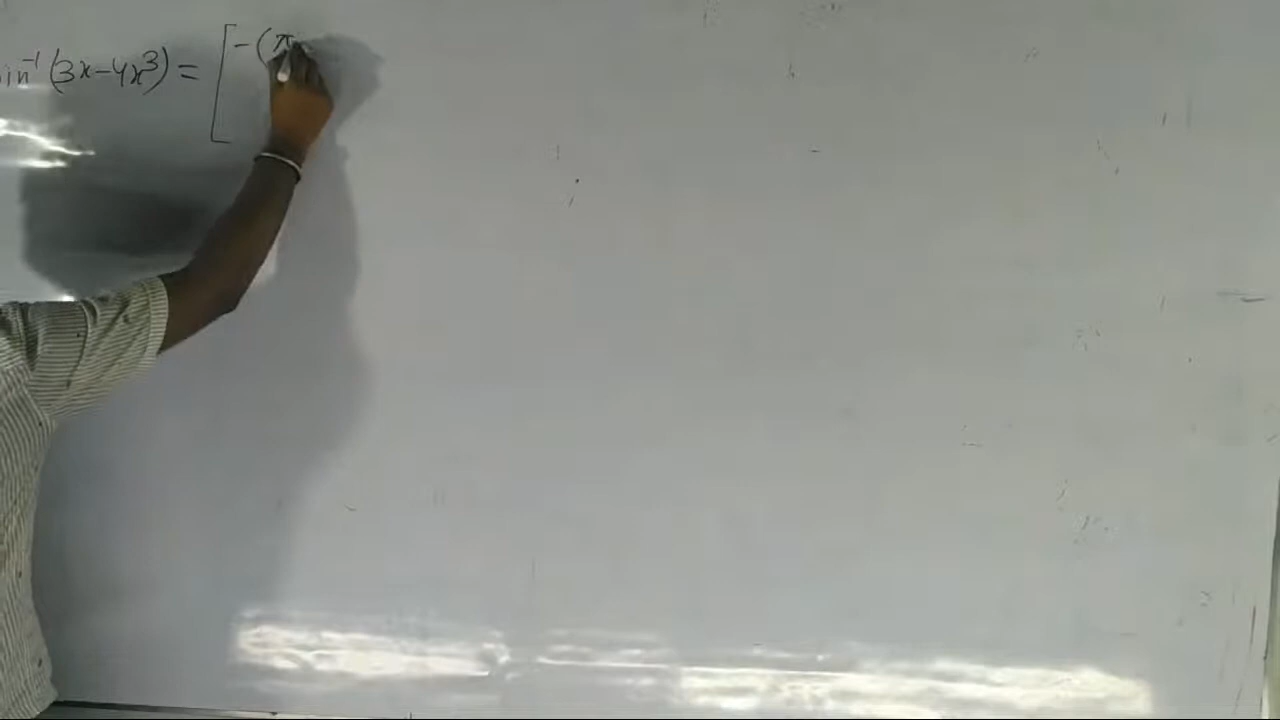 in⁻¹(3x-4x³) = [-(π